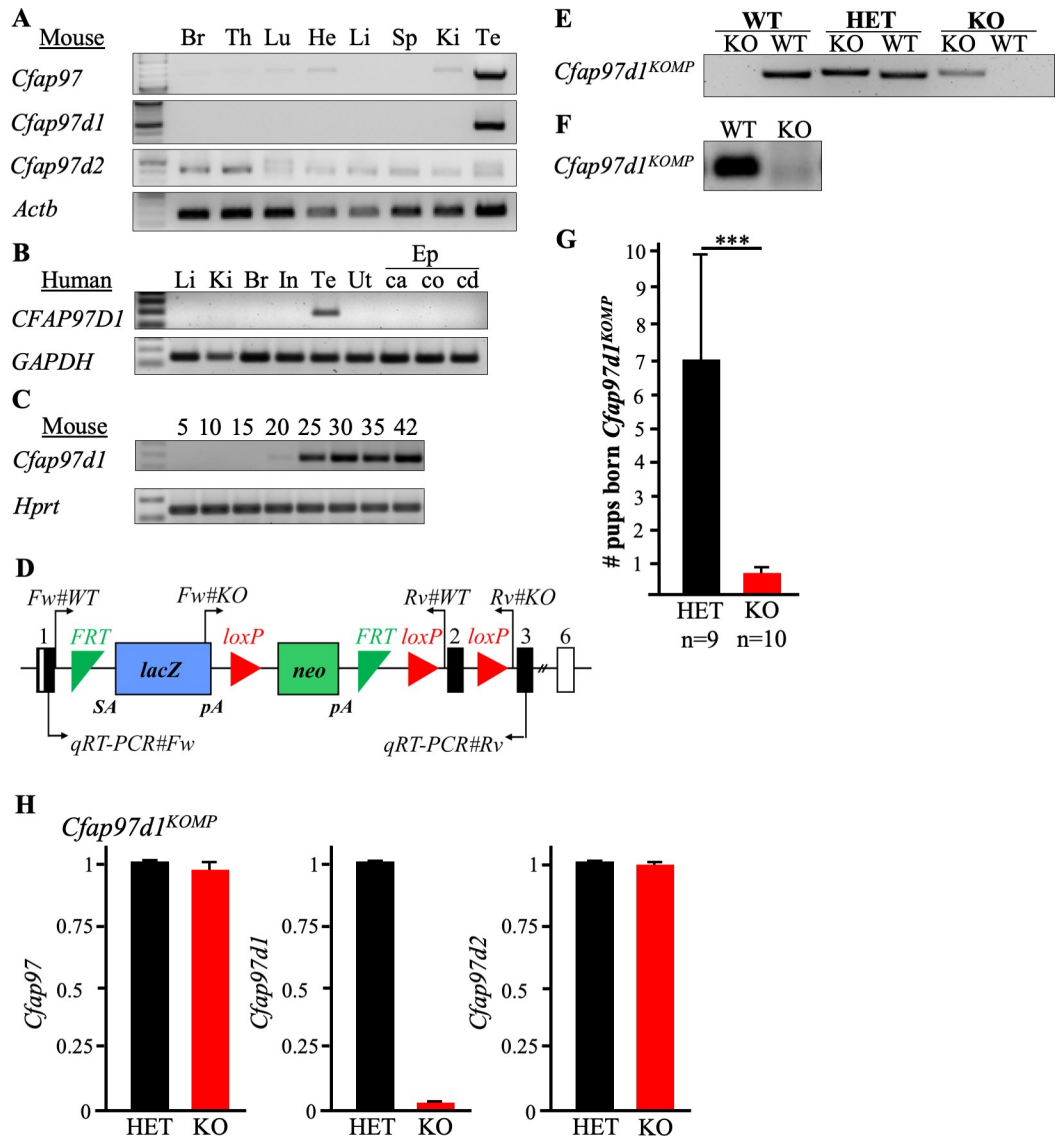 A
Mouse Br Th Lu He Li Sp Ki Te
Cfap97
Cfap97d1
Cfap97d2
Actb
B
Ep
Human Li Ki Br In Te Ut ca co cd
CFAP97D1
GAPDH
C
Mouse 5 10 15 20 25 30 35 42
Cfap97d1
Hprt
D
Fw#WT Fw#KO Rv#WT Rv#KO
1 FRT loxP FRT loxP 2 loxP 3 6
lacZ neo
SA pA pA
qRT-PCR#Fw qRT-PCR#Rv
E
WT HET KO
KO WT KO WT KO WT
Cfap97d1KOMP
F
WT KO
Cfap97d1KOMP
G
***
# pups born Cfap97d1KOMP
10
9
8
7
6
5
4
3
2
1
HET KO
n=9 n=10
H
Cfap97d1KOMP
Cfap97
1
0.75
0.5
0.25
0
HET KO
Cfap97d1
1
0.75
0.5
0.25
0
HET KO
Cfap97d2
1
0.75
0.5
0.25
0
HET KO